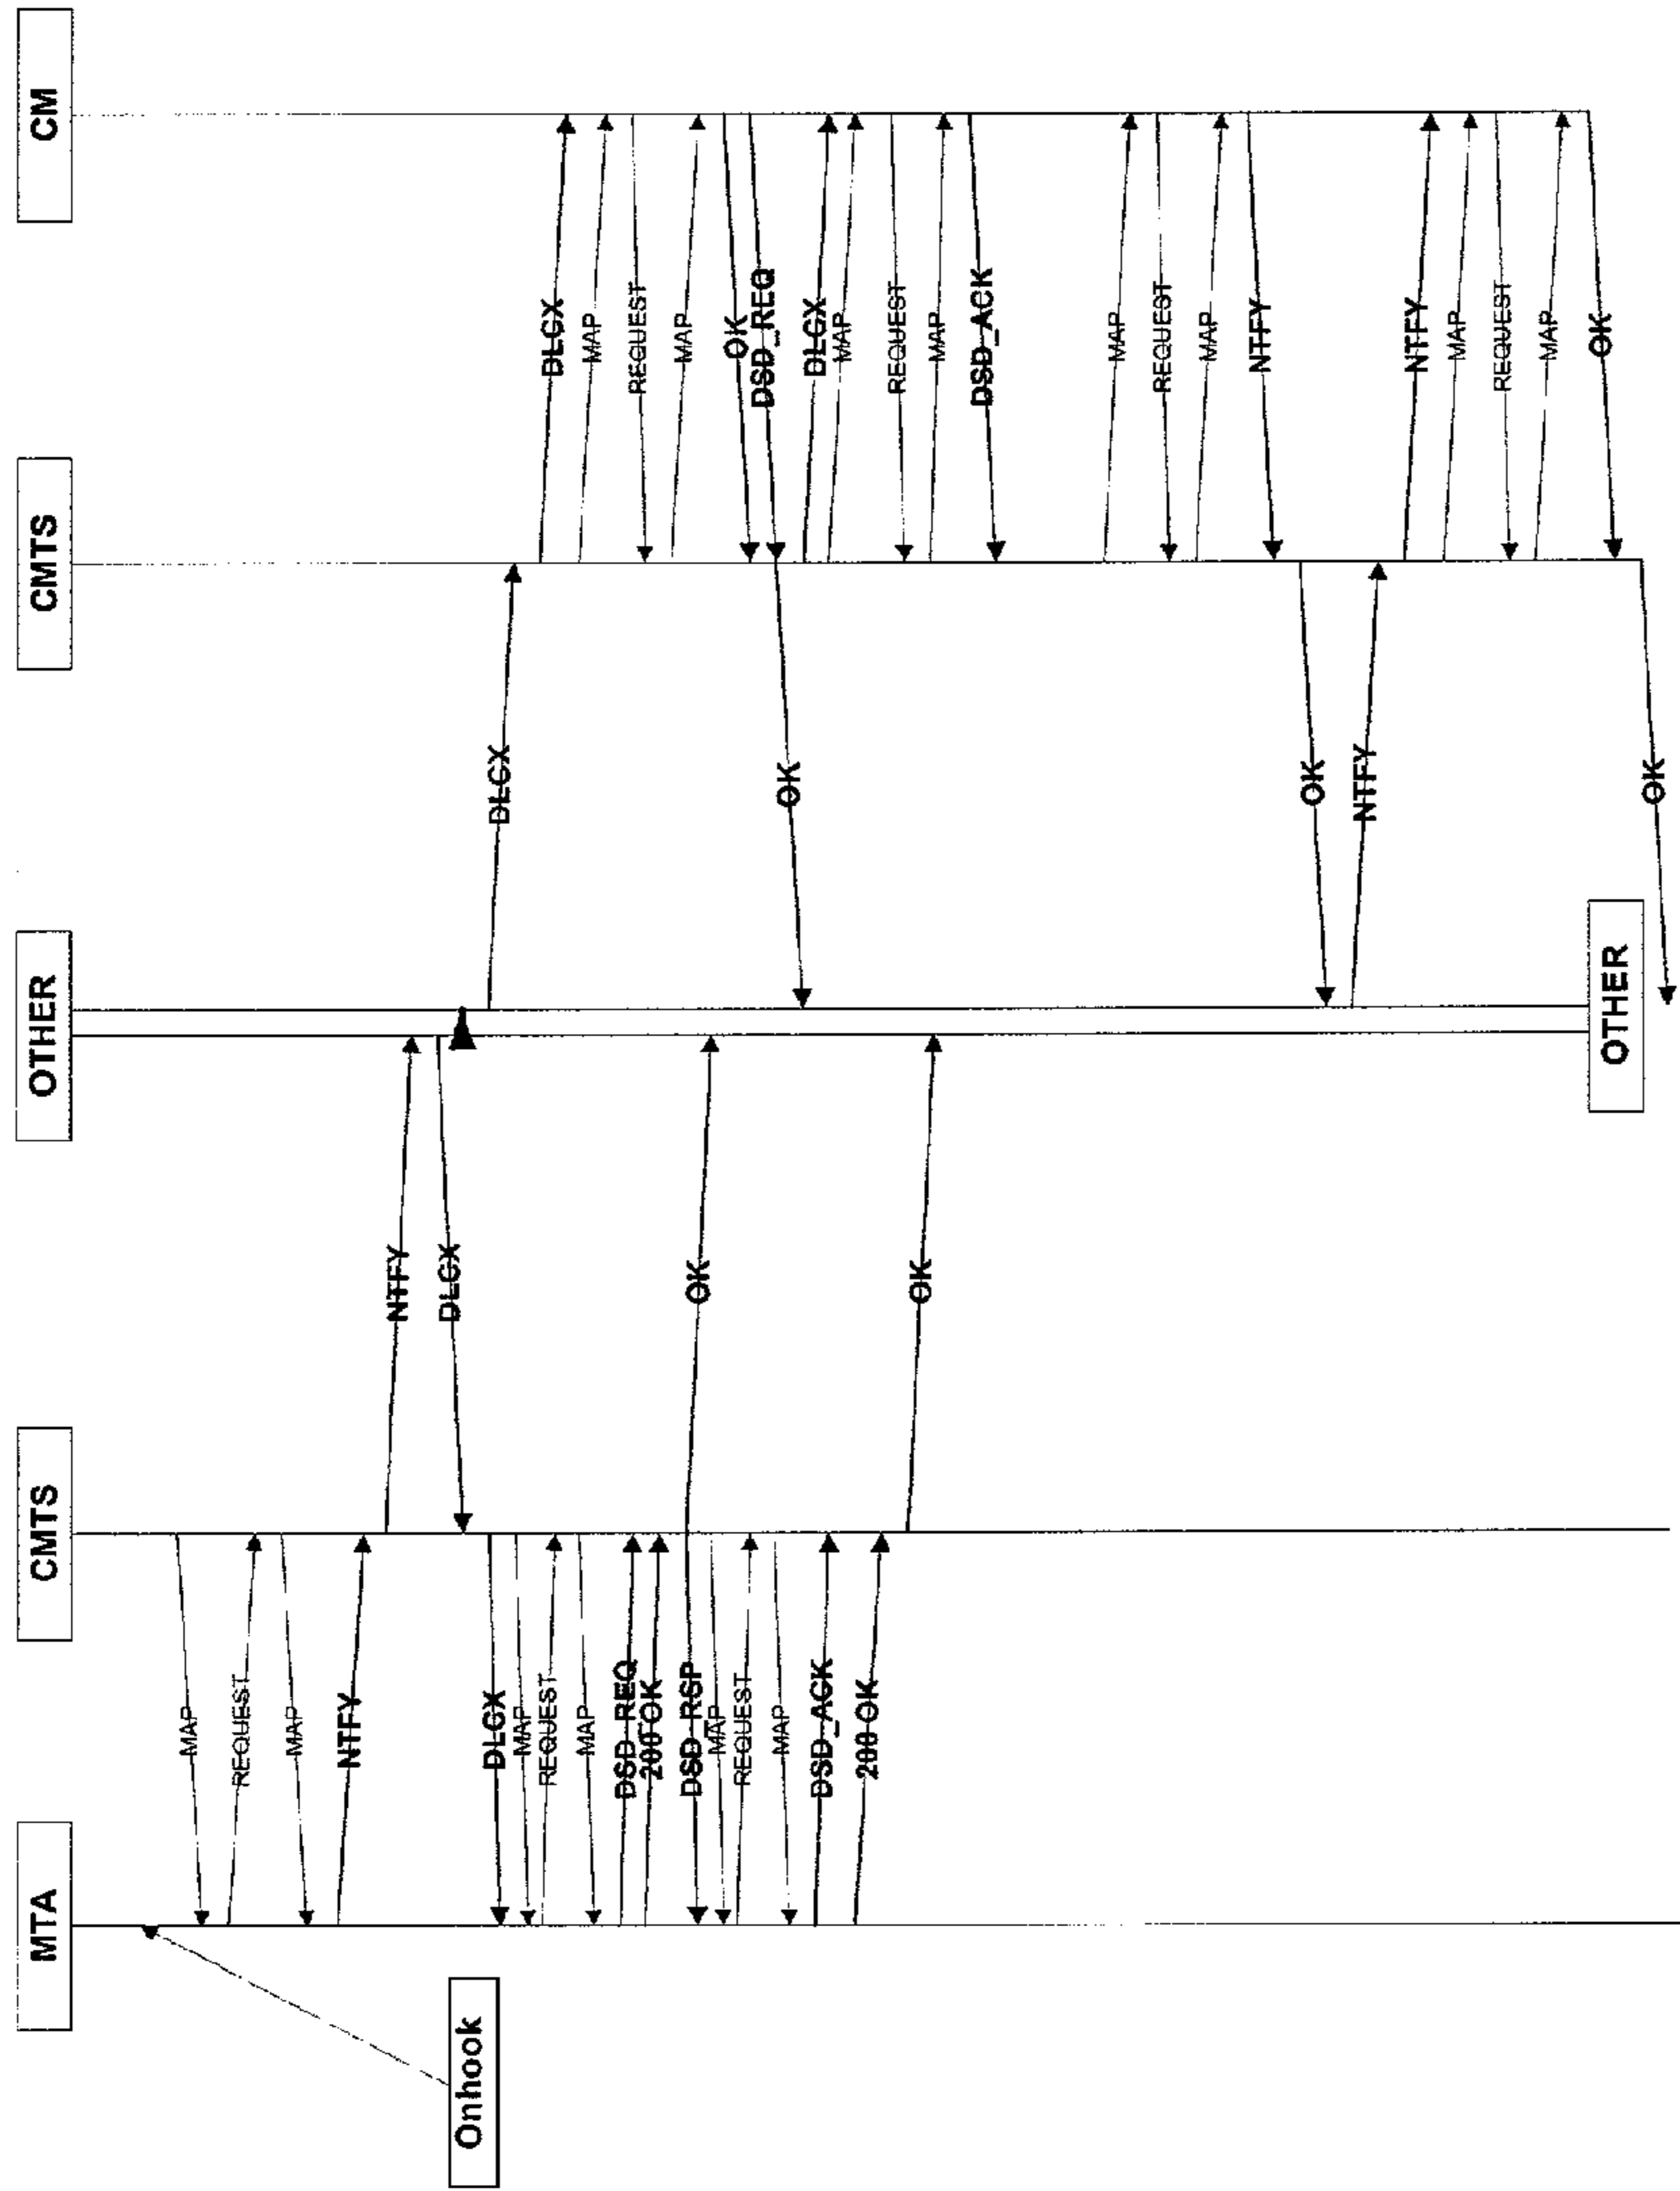 MTA
CMTS
OTHER
CMTS
CM
Onhook
MAP
REQUEST
MAP
NTFY
DLCX
MAP
REQUEST
MAP
DSD_REQ
200 OK
DSD_RSP
MAP
REQUEST
MAP
DSD_ACK
200 OK
NTFY
DLCX
OK
OK
DLCX
OK
OK
NTFY
OK
DLCX
MAP
REQUEST
MAP
OK
DSD_REQ
DLCX
MAP
REQUEST
MAP
DSD_ACK
MAP
REQUEST
MAP
NTFY
NTFY
MAP
REQUEST
MAP
OK
OTHER